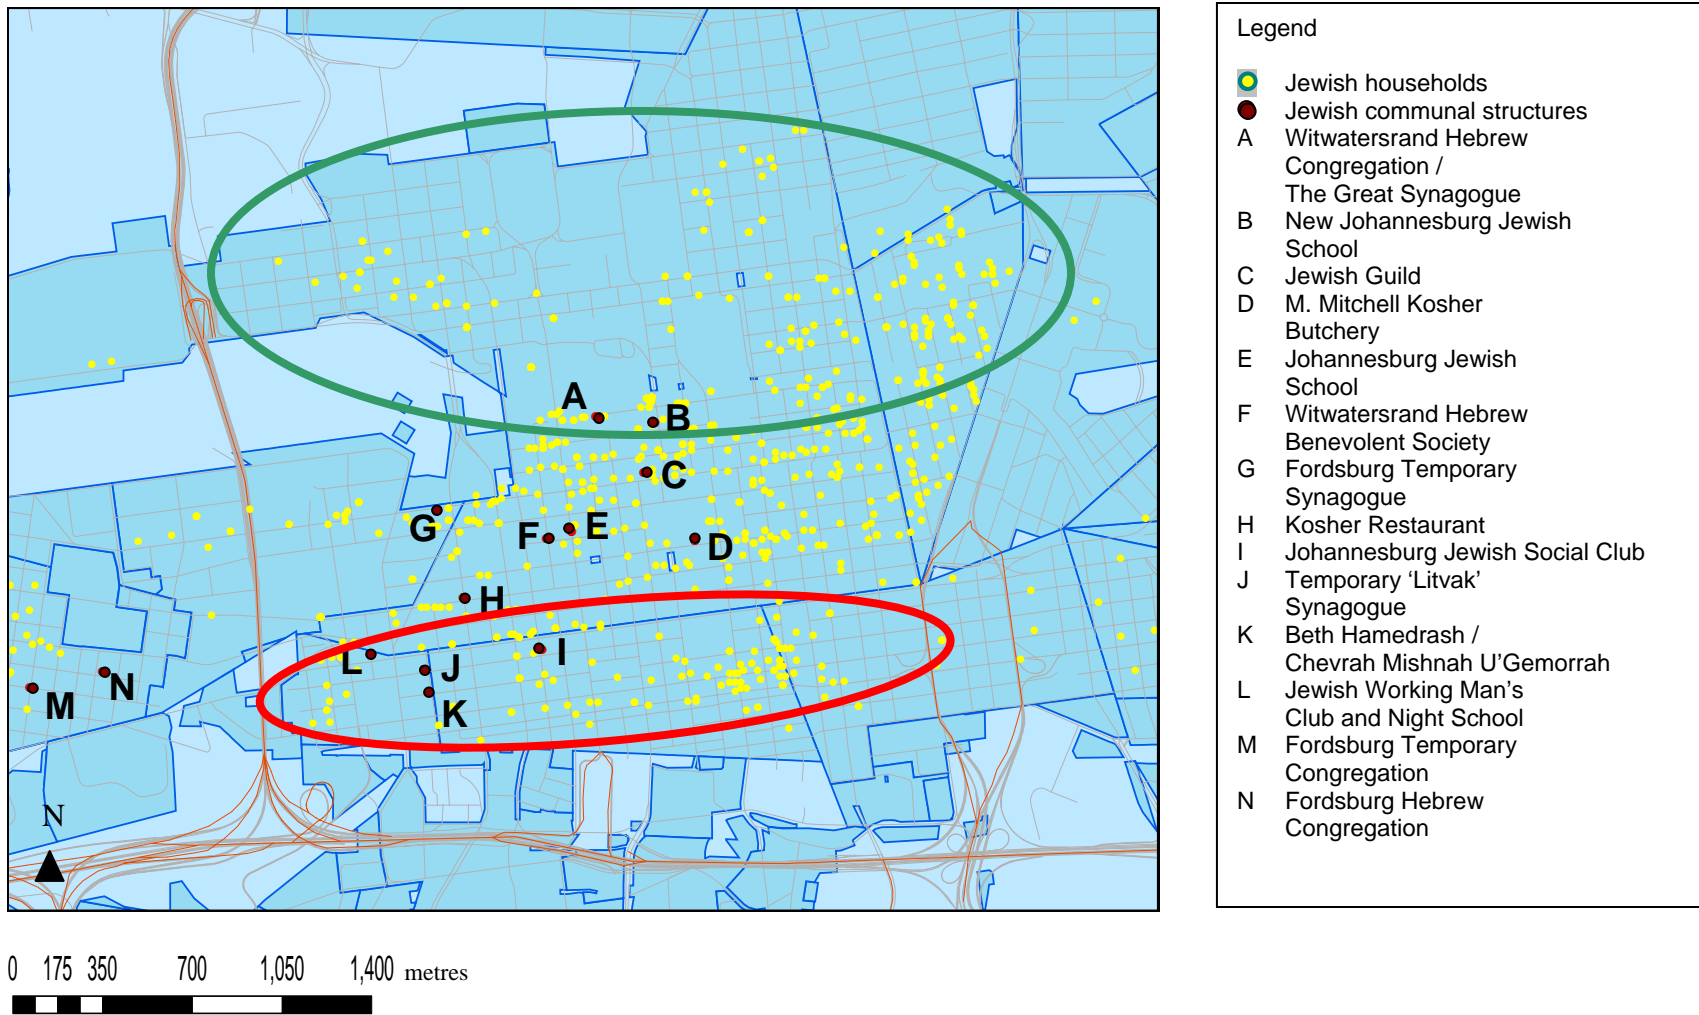 A
B
C
G
F
E
D
H
I
L
J
K
M
N
N
0 175 350 700 1,050 1,400 metres
Legend
Jewish households
Jewish communal structures
A Witwatersrand Hebrew
Congregation /
The Great Synagogue
B New Johannesburg Jewish
School
C Jewish Guild
D M. Mitchell Kosher
Butchery
E Johannesburg Jewish
School
F Witwatersrand Hebrew
Benevolent Society
G Fordsburg Temporary
Synagogue
H Kosher Restaurant
I Johannesburg Jewish Social Club
J Temporary ‘Litvak’
Synagogue
K Beth Hamedrash /
Chevrah Mishnah U'Gemorrah
L Jewish Working Man's
Club and Night School
M Fordsburg Temporary
Congregation
N Fordsburg Hebrew
Congregation